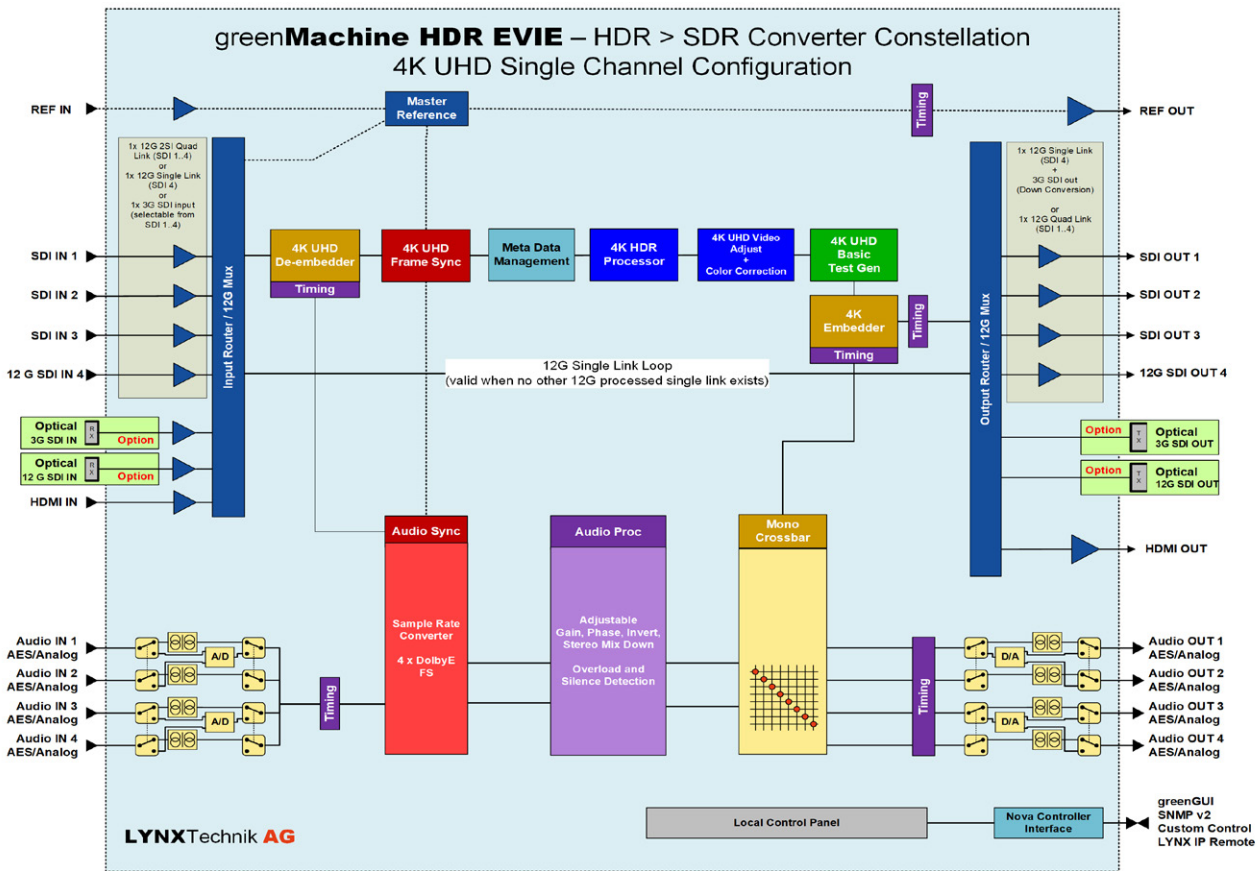 greenMachine HDR EVIE – HDR > SDR Converter Constellation
4K UHD Single Channel Configuration
REF IN
Master
Reference
Timing
REF OUT
1x 12G 2SI Quad
Link (SDI 1..4)
or
1x 12G Single Link
(SDI 4)
or
1x 3G SDI input
(selectable from
SDI 1..4)
Input Router / 12G Mux
SDI IN 1
SDI IN 2
SDI IN 3
12 G SDI IN 4
Optical
3G SDI IN
RX
Option
Optical
12 G SDI IN
RX
Option
HDMI IN
4K UHD
De-embedder
Timing
4K UHD
Frame Sync
Meta Data
Management
4K HDR
Processor
4K UHD Video
Adjust
+
Color Correction
4K UHD
Basic
Test Gen
4K
Embedder
Timing
Timing
12G Single Link Loop
(valid when no other 12G processed single link exists)
Output Router / 12G Mux
1x 12G Single Link
(SDI 4)
+
3G SDI out
(Down Conversion)
or
1x 12G Quad Link
(SDI 1..4)
SDI OUT 1
SDI OUT 2
SDI OUT 3
12G SDI OUT 4
Option
TX
Optical
3G SDI OUT
Option
TX
Optical
12G SDI OUT
HDMI OUT
Audio Sync
Sample Rate
Converter
4 x DolbyE
FS
Audio Proc
Adjustable
Gain, Phase, Invert,
Stereo Mix Down
Overload and
Silence Detection
Mono
Crossbar
Audio IN 1
AES/Analog
Audio IN 2
AES/Analog
Audio IN 3
AES/Analog
Audio IN 4
AES/Analog
A/D
A/D
Timing
Timing
D/A
D/A
Audio OUT 1
AES/Analog
Audio OUT 2
AES/Analog
Audio OUT 3
AES/Analog
Audio OUT 4
AES/Analog
LYNXTechnik AG
Local Control Panel
Nova Controller
Interface
greenGUI
SNMP v2
Custom Control
LYNX IP Remote